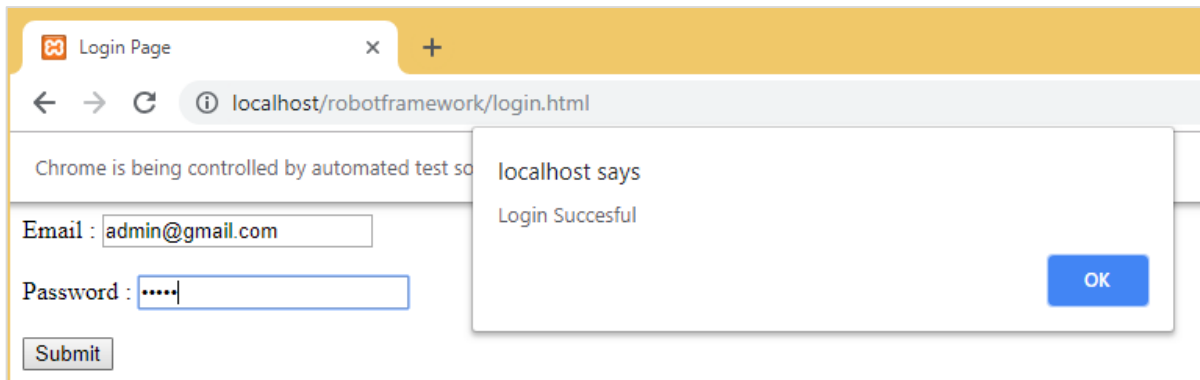 Login Page
localhost/robotframework/login.html
Chrome is being controlled by automated test so
localhost says
Login Succesful
OK
Email : admin@gmail.com
Password : •••••
Submit